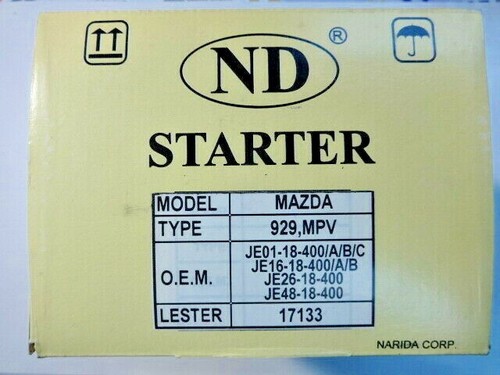 ND ®
STARTER
MODEL MAZDA
TYPE 929,MPV
O.E.M. JE01-18-400/A/B/C
JE16-18-400/A/B
JE26-18-400
JE48-18-400
LESTER 17133
NARIDA CORP.